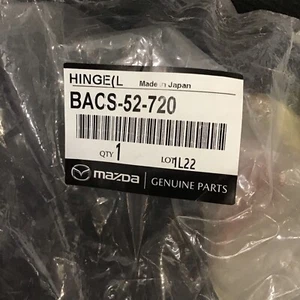 HINGE(L Made in Japan
BACS-52-720
QTY 1 LOT 1L22
mazda GENUINE PARTS